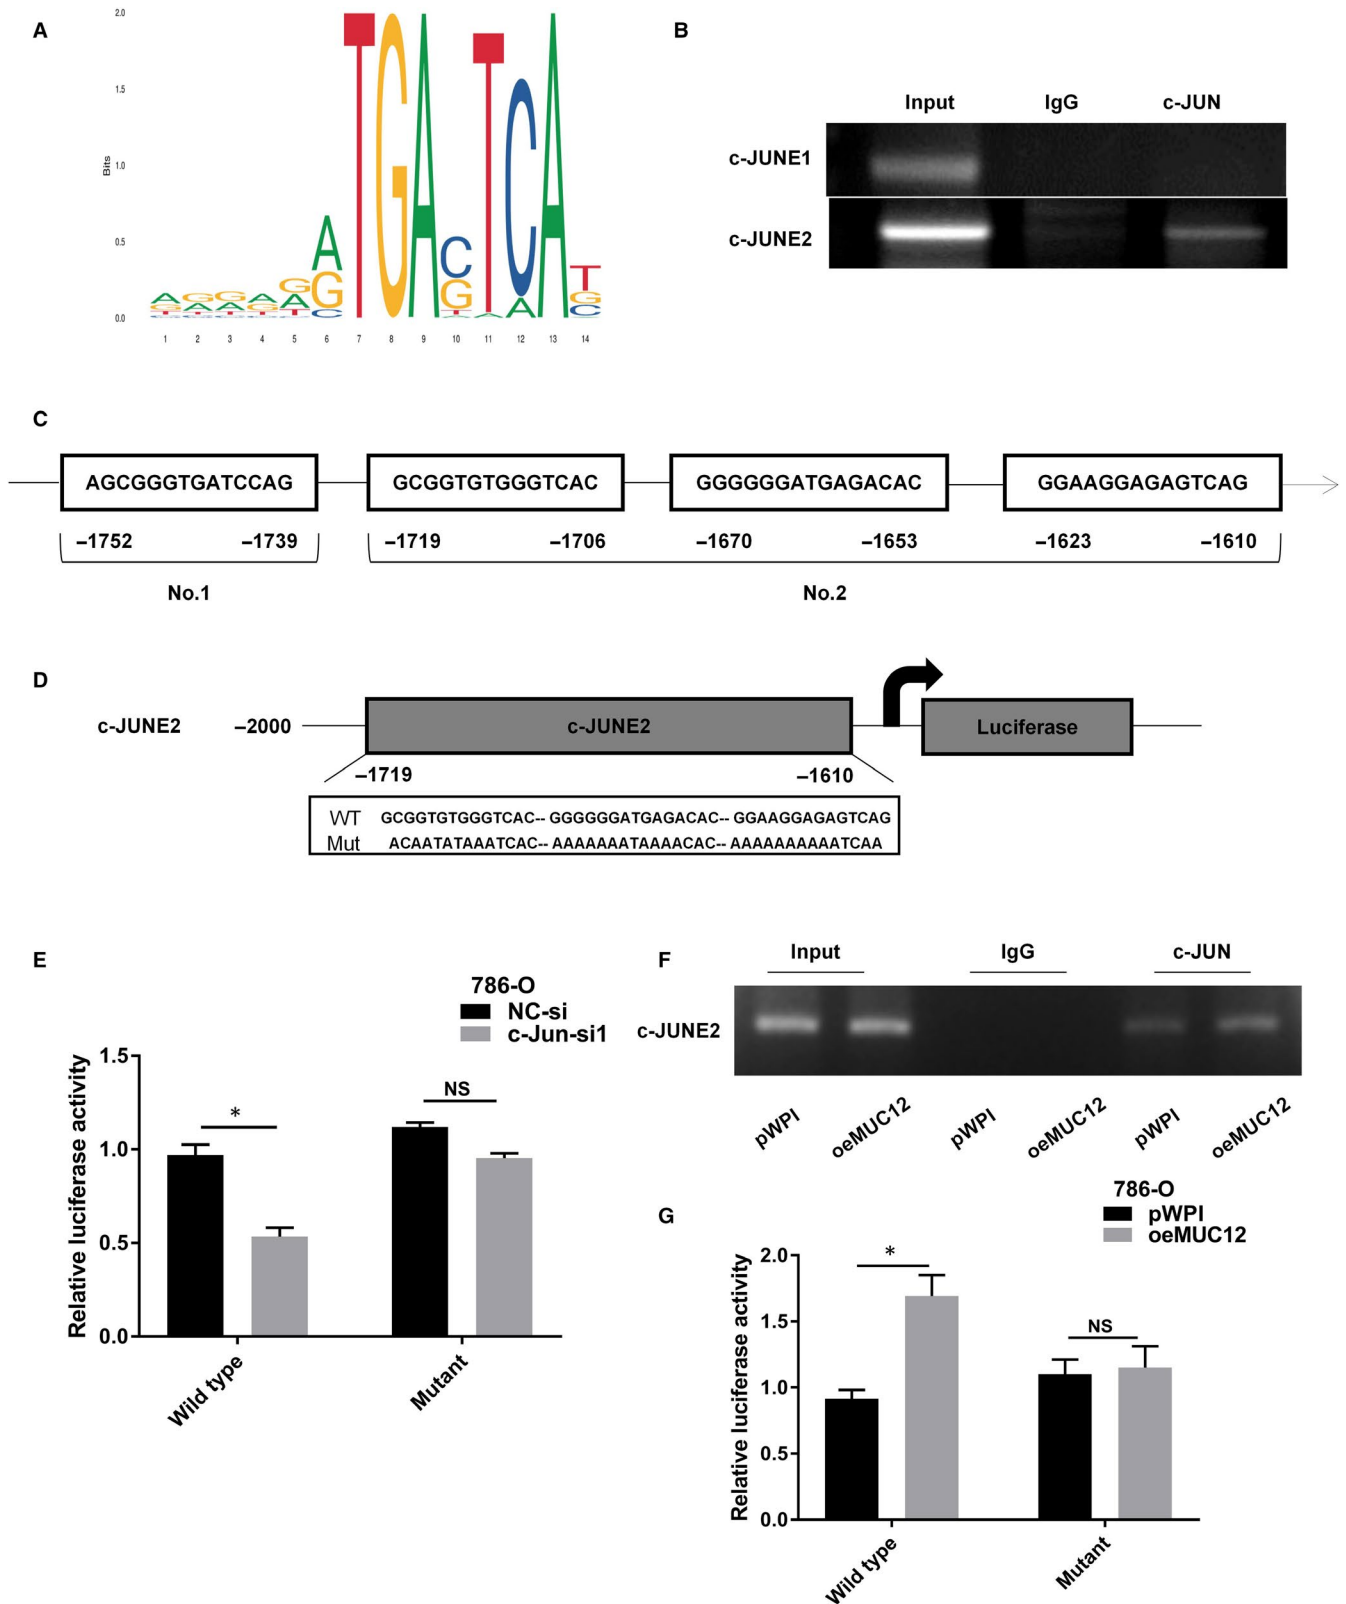 A
2.0
1.5
1.0
0.5
0.0
Bits
1 2 3 4 5 6 7 8 9 10 11 12 13 14
B
Input IgG c-JUN
c-JUNE1
c-JUNE2
C
AGCGGGTGATCCAG GCGGTGTGGGTCAC GGGGGGATGAGACAC GGAAGGAGAGTCAG
–1752 –1739 –1719 –1706 –1670 –1653 –1623 –1610
No.1 No.2
D
c-JUNE2 –2000 c-JUNE2 Luciferase
–1719 –1610
WT GCGGTGTGGGTCAC-- GGGGGGATGAGACAC-- GGAAGGAGAGTCAG
Mut ACAATATAAATCAC-- AAAAAAATAAAACAC-- AAAAAAAAAATCAA
E
786-O
NC-si
c-Jun-si1
Relative luciferase activity
1.5
1.0
0.5
0.0
*
NS
Wild type
Mutant
F
Input IgG c-JUN
c-JUNE2
pWPI oeMUC12 pWPI oeMUC12 pWPI oeMUC12
G
786-O
pWPI
oeMUC12
Relative luciferase activity
2.0
1.5
1.0
0.5
0.0
*
NS
Wild type
Mutant